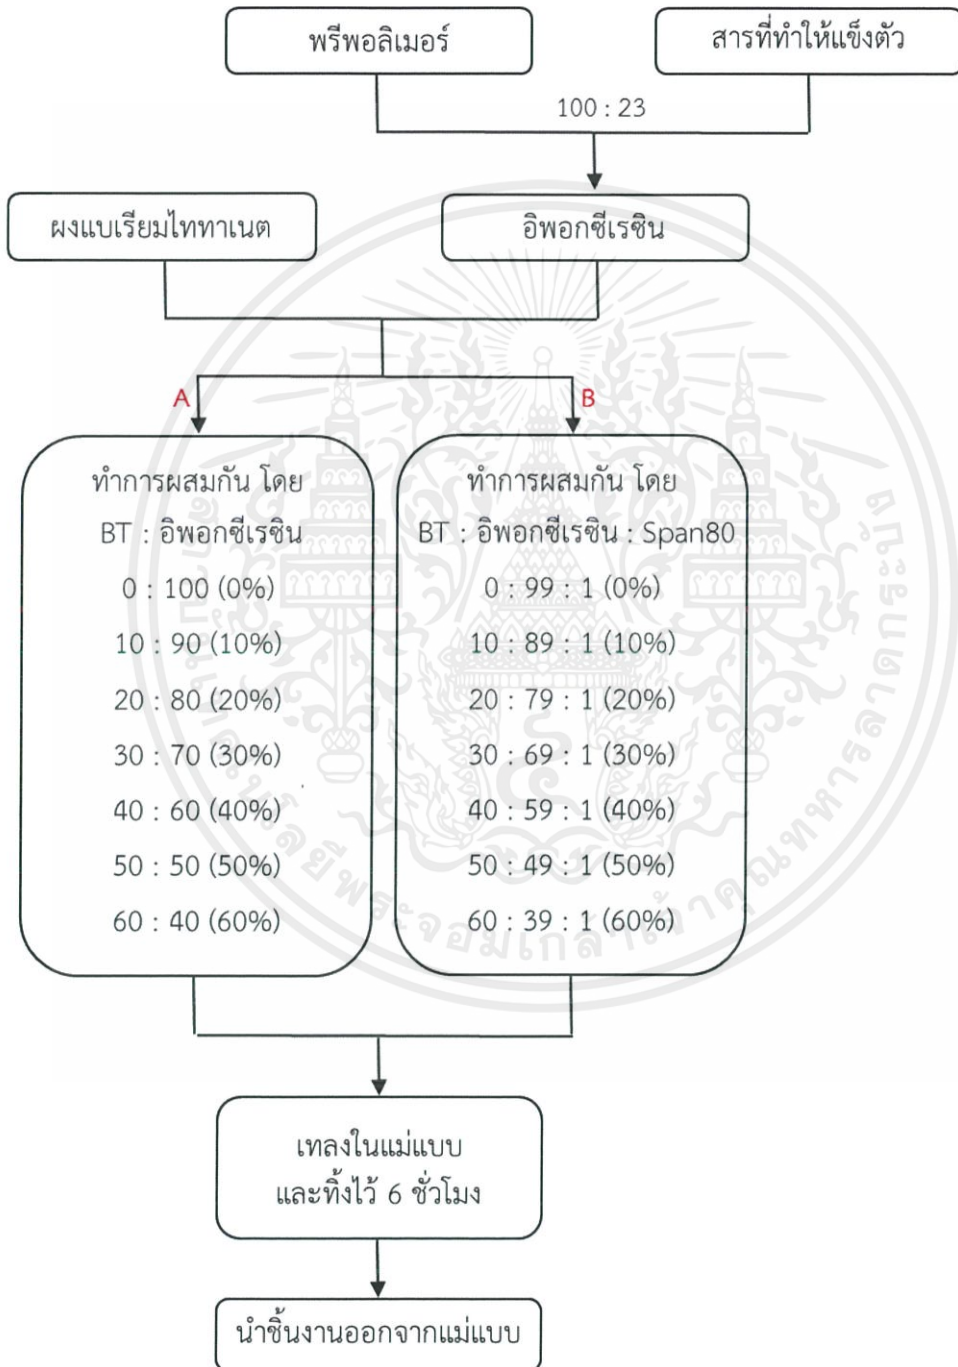 พรีพอลิเมอร์
สารที่ทำให้แข็งตัว
100 : 23
ผงแบเรียมไททาเนต
อิพอกซีเรซิน
A
B
ทำการผสมกัน โดย
BT : อิพอกซีเรซิน
0 : 100 (0%)
10 : 90 (10%)
20 : 80 (20%)
30 : 70 (30%)
40 : 60 (40%)
50 : 50 (50%)
60 : 40 (60%)
ทำการผสมกัน โดย
BT : อิพอกซีเรซิน : Span80
0 : 99 : 1 (0%)
10 : 89 : 1 (10%)
20 : 79 : 1 (20%)
30 : 69 : 1 (30%)
40 : 59 : 1 (40%)
50 : 49 : 1 (50%)
60 : 39 : 1 (60%)
เทลงในแม่แบบ
และทิ้งไว้ 6 ชั่วโมง
นำชิ้นงานออกจากแม่แบบ